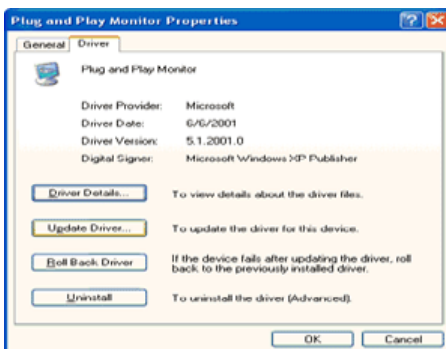 Plug and Play Monitor Properties
General Driver
Plug and Play Monitor
Driver Provider: Microsoft
Driver Date: 6/6/2001
Driver Version: 5.1.2001.0
Digital Signer: Microsoft Windows XP Publisher
Driver Details... To view details about the driver files.
Update Driver... To update the driver for this device.
Roll Back Driver If the device fails after updating the driver, roll
back to the previously installed driver.
Uninstall To uninstall the driver (Advanced).
OK Cancel